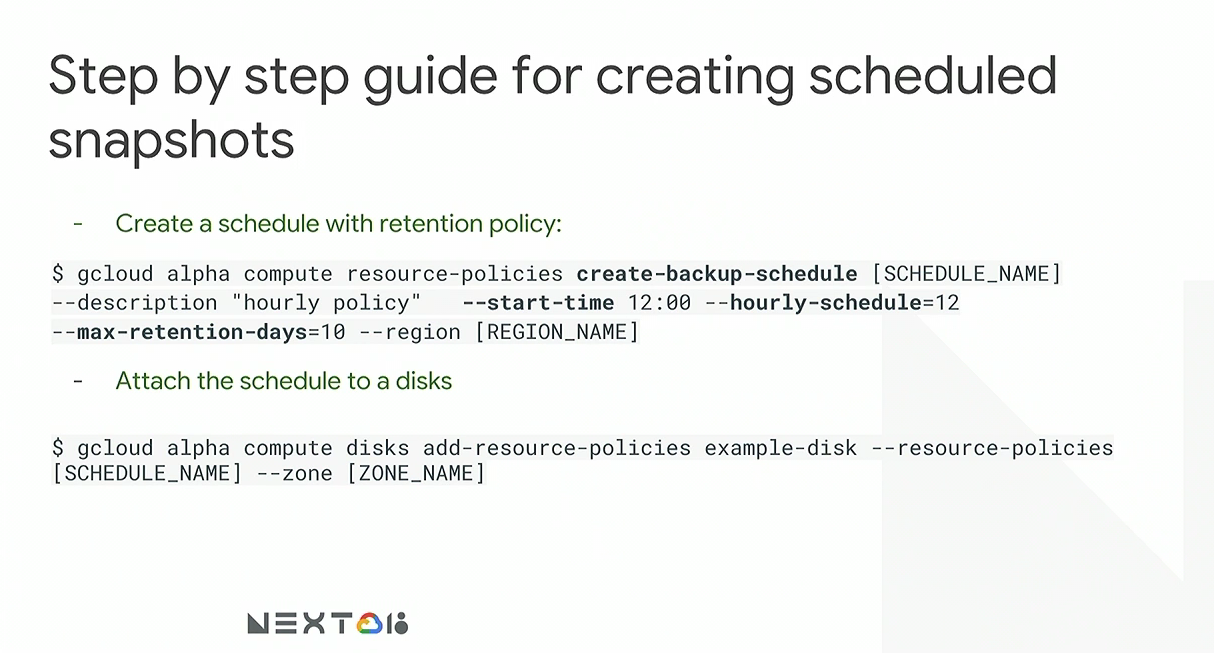 Step by step guide for creating scheduled
snapshots
- Create a schedule with retention policy:
$ gcloud alpha compute resource-policies create-backup-schedule [SCHEDULE_NAME]
--description "hourly policy" --start-time 12:00 --hourly-schedule=12
--max-retention-days=10 --region [REGION_NAME]
- Attach the schedule to a disks
$ gcloud alpha compute disks add-resource-policies example-disk --resource-policies
[SCHEDULE_NAME] --zone [ZONE_NAME]
NEXT 18